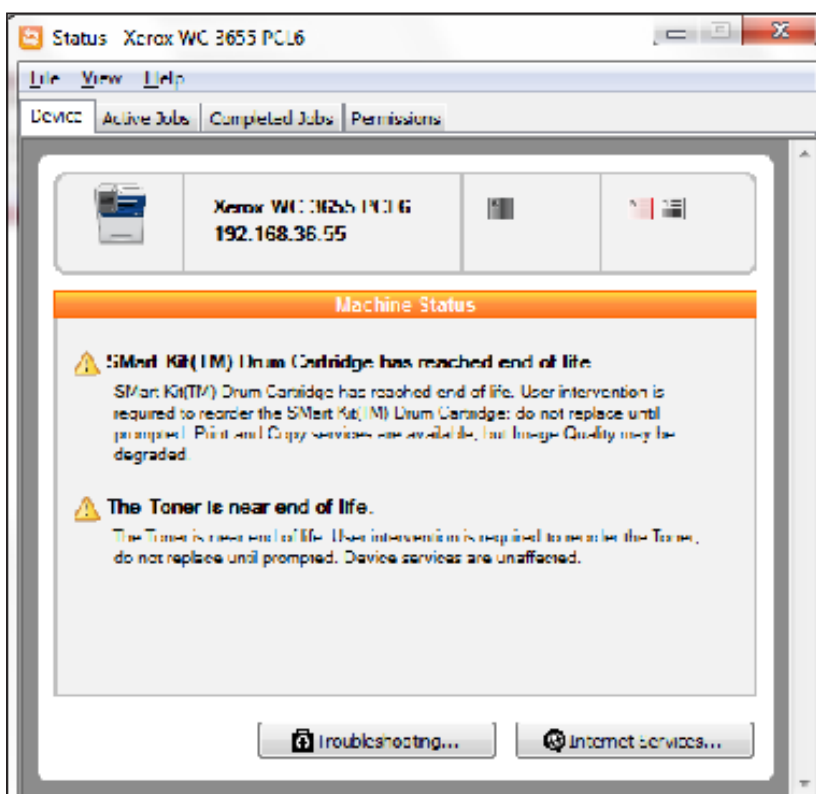 Status - Xerox WC 3655 PCL6
File View Help
Device Active Jobs Completed Jobs Permissions
Xerox WC 3655 PCL6
192.168.36.55
Machine Status
SMart Kit(TM) Drum Cartridge has reached end of life
SMart Kit(TM) Drum Cartridge has reached end of life. User intervention is
required to reorder the SMart Kit(TM) Drum Cartridge: do not replace until
prompted. Print and Copy services are available, but Image Quality may be
degraded.
The Toner is near end of life.
The Toner is near end of life. User intervention is required to reorder the Toner,
do not replace until prompted. Device services are unaffected.
Troubleshooting...
Internet Services...